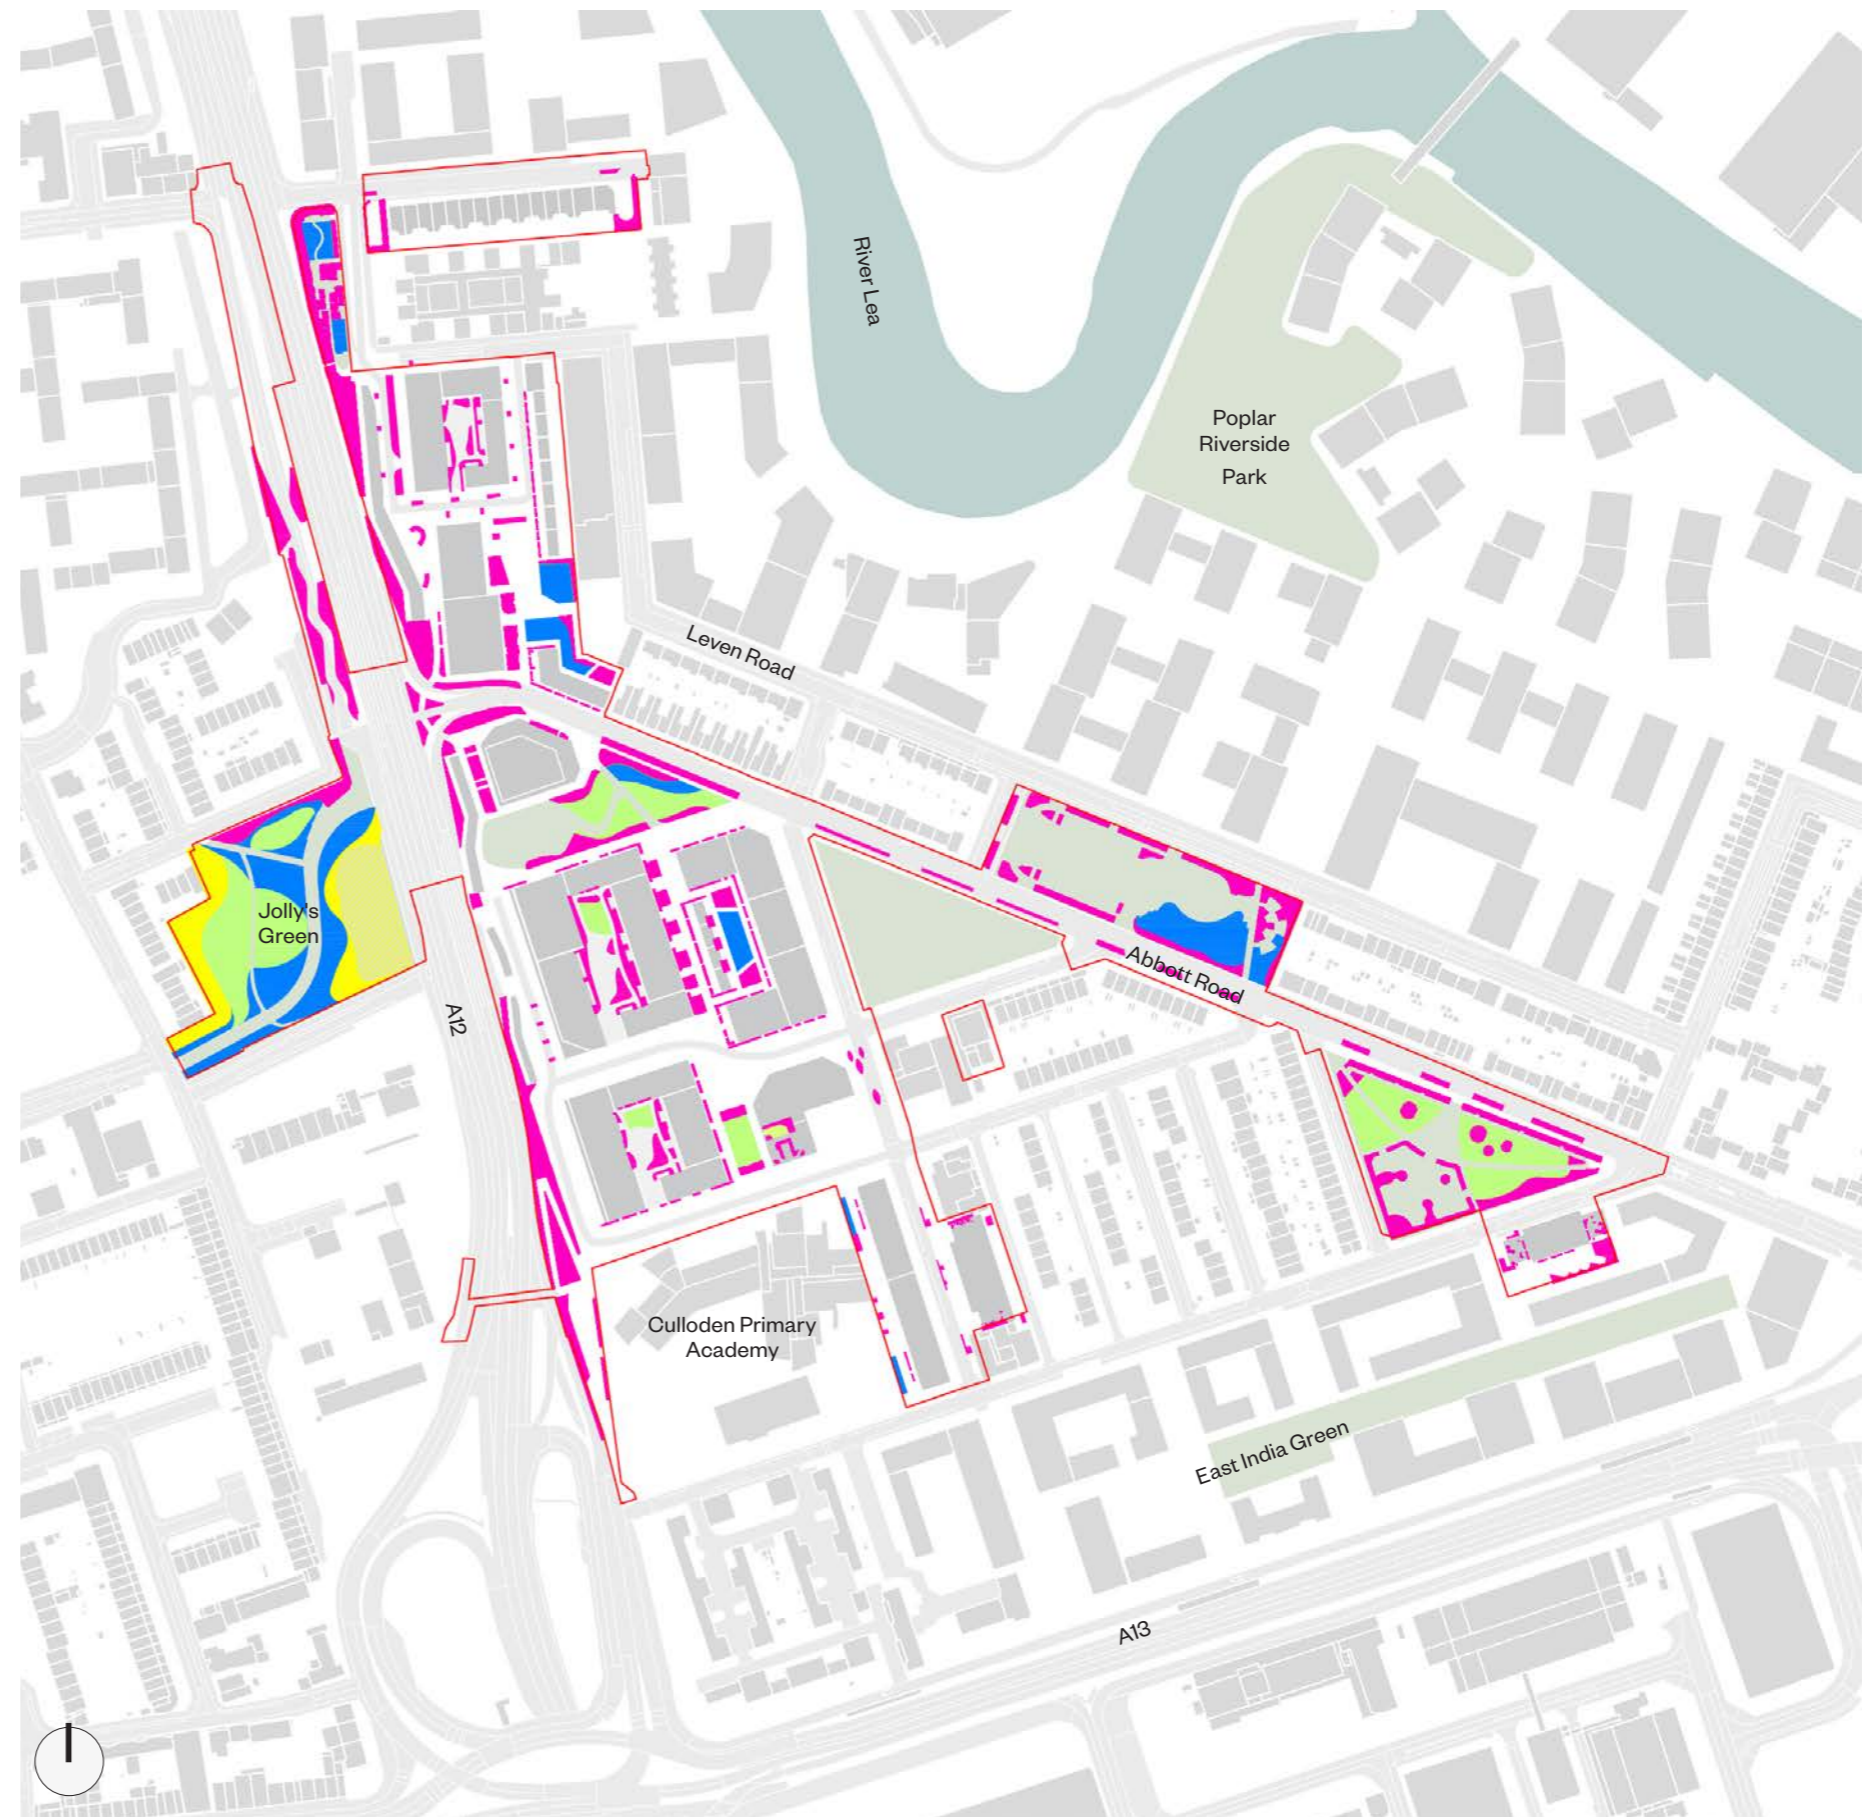 River Lea
Poplar
Riverside
Park
Leven Road
Jolly's
Green
Abbott Road
A12
Culloden Primary
Academy
East India Green
A13